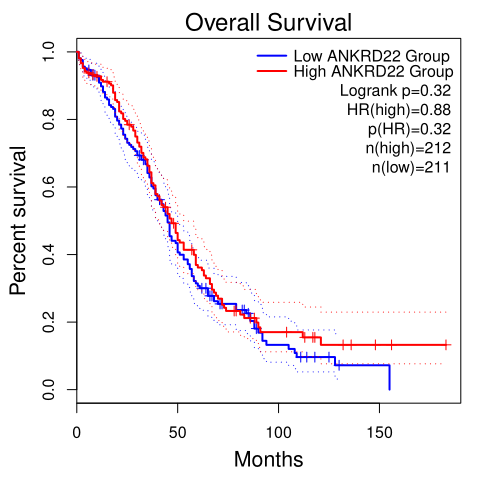 Overall Survival
Low ANKRD22 Group
High ANKRD22 Group
Logrank p=0.32
HR(high)=0.88
p(HR)=0.32
n(high)=212
n(low)=211
Percent survival
1.0
0.8
0.6
0.4
0.2
0.0
0
50
100
150
Months